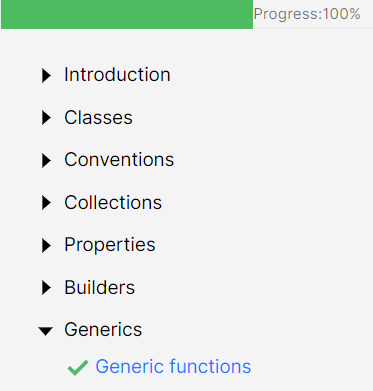 Progress:100%
Introduction
Classes
Conventions
Collections
Properties
Builders
Generics
Generic functions